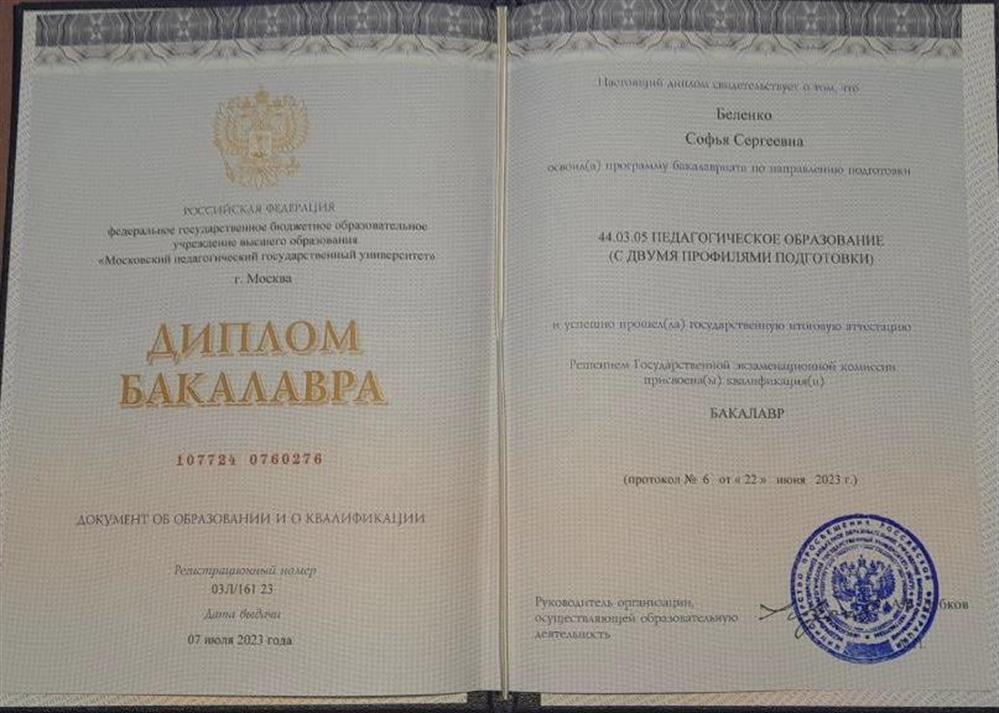 РОССИЙСКАЯ ФЕДЕРАЦИЯ
федеральное государственное бюджетное образовательное
учреждение высшего образования
«Московский педагогический государственный университет»
г. Москва
ДИПЛОМ
БАКАЛАВРА
107724 0760276
ДОКУМЕНТ ОБ ОБРАЗОВАНИИ И О КВАЛИФИКАЦИИ
Регистрационный номер
03Л/161 23
Дата выдачи
07 июля 2023 года
Настоящий диплом свидетельствует о том, что
Беленко
Софья Сергеевна
освоил(а) программу бакалавриата по направлению подготовки
44.03.05 ПЕДАГОГИЧЕСКОЕ ОБРАЗОВАНИЕ
(С ДВУМЯ ПРОФИЛЯМИ ПОДГОТОВКИ)
и успешно прошел(ла) государственную итоговую аттестацию
Решением Государственной экзаменационной комиссии
присвоена(ы) квалификация(и)
БАКАЛАВР
(протокол № 6 от « 22 » июня 2023 г.)
Руководитель организации,
осуществляющей образовательную
деятельность